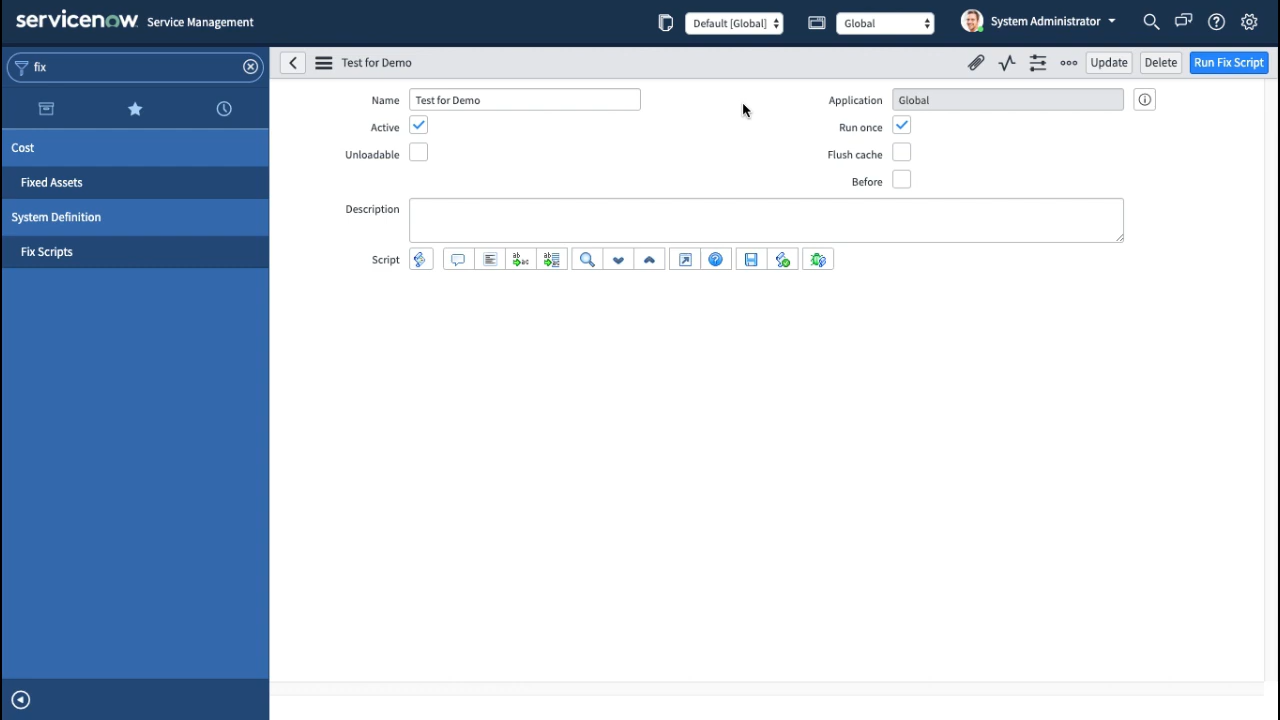 servicenow Service Management
Default [Global]
Global
System Administrator
fix
Test for Demo
Update
Delete
Run Fix Script
Cost
Fixed Assets
System Definition
Fix Scripts
Name
Test for Demo
Application
Global
Active
Run once
Unloadable
Flush cache
Before
Description
Script